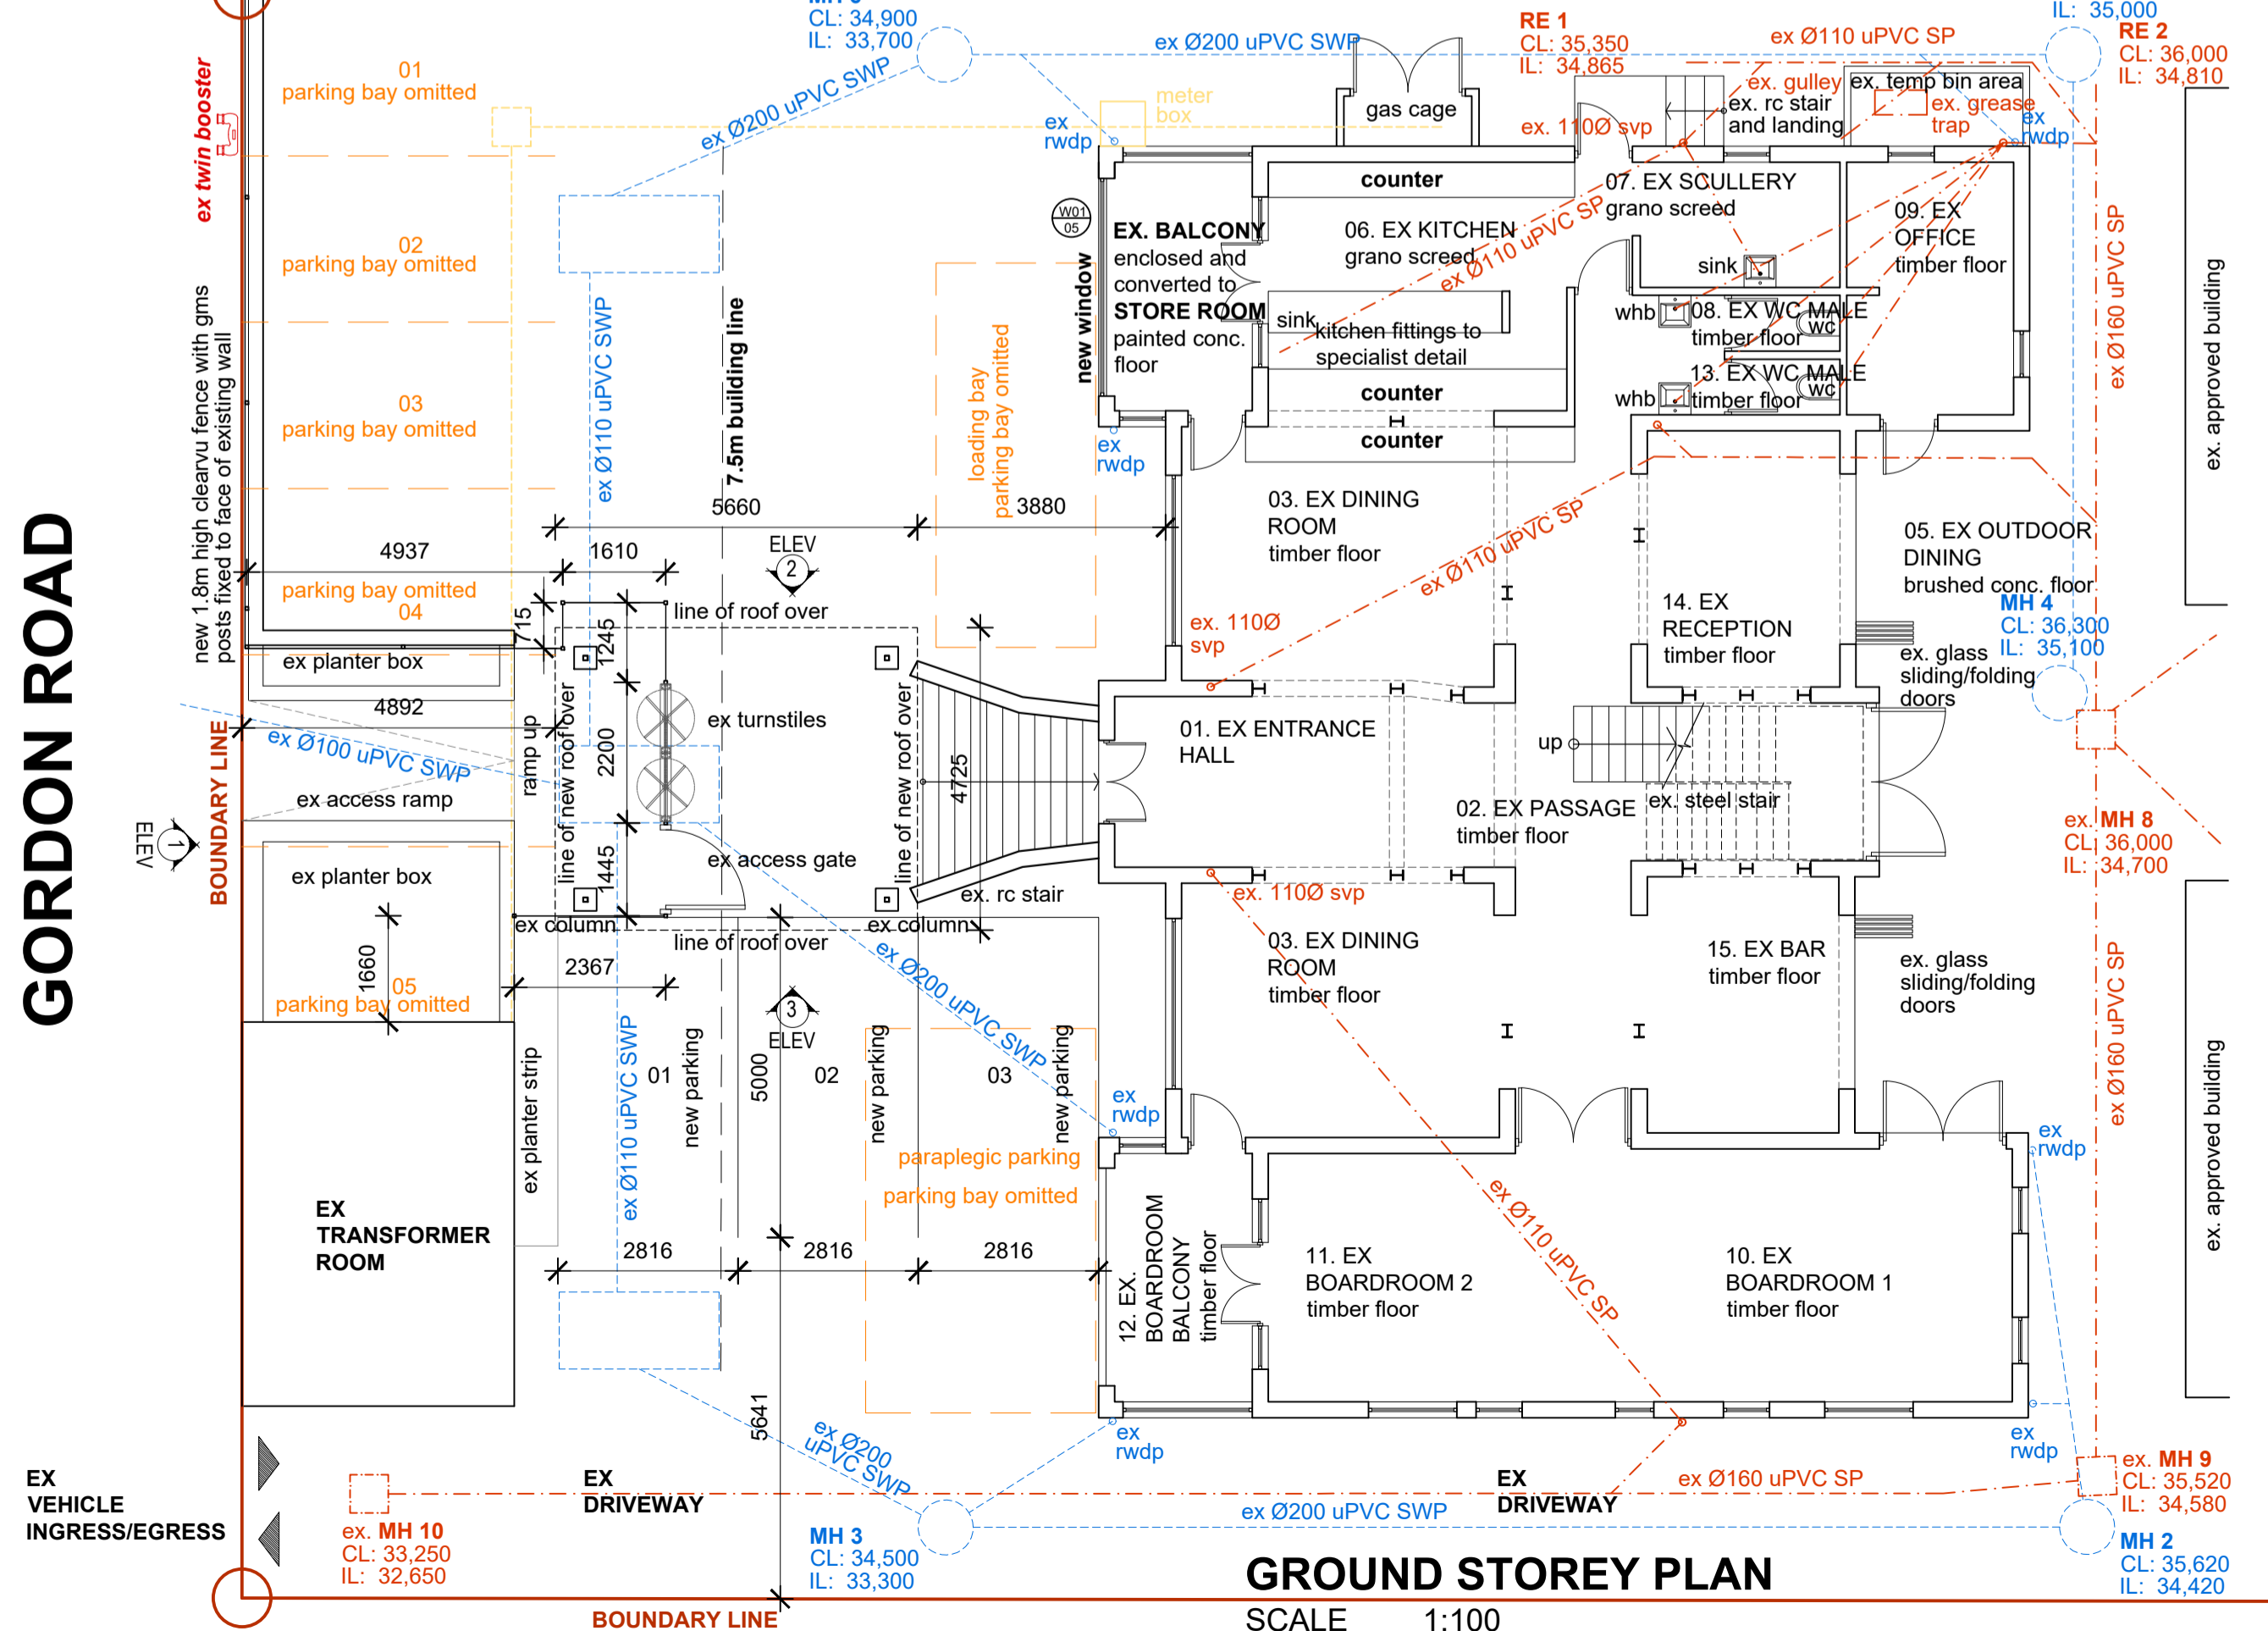 MH 6
CL: 34,900
IL: 33,700
ex Ø200 uPVC SWP
RE 1
CL: 35,350
IL: 34,865
ex Ø110 uPVC SP
IL: 35,000
RE 2
CL: 36,000
IL: 34,810
01
parking bay omitted
ex twin booster
ex Ø200 uPVC SWP
meter
box
ex
rwdp
gas cage
ex. 110Ø svp
ex. gulley
ex. rc stair
and landing
ex. temp bin area
ex. grease
trap
ex
rwdp
counter
07. EX SCULLERY
grano screed
02
parking bay omitted
W01
05
EX. BALCONY
enclosed and
converted to
STORE ROOM
painted conc.
floor
new window
06. EX KITCHEN
grano screed
ex Ø110 uPVC SP
09. EX
OFFICE
timber floor
sink
ex Ø160 uPVC SP
ex. approved building
new 1.8m high clearvu fence with gms
posts fixed to face of existing wall
ex Ø110 uPVC SWP
7.5m building line
loading bay
parking bay omitted
sink
kitchen fittings to
specialist detail
whb
08. EX WC MALE
timber floor
wc
13. EX WC MALE
timber floor
wc
whb
counter
counter
03
parking bay omitted
ex
rwdp
5660
3880
03. EX DINING
ROOM
timber floor
ex Ø110 uPVC SP
05. EX OUTDOOR
DINING
brushed conc. floor
GORDON ROAD
4937
1610
ELEV
2
parking bay omitted
04
715
1245
line of roof over
ex. 110Ø
svp
14. EX
RECEPTION
timber floor
MH 4
CL: 36,300
IL: 35,100
ex. glass
sliding/folding
doors
ex planter box
4892
ex Ø100 uPVC SWP
ramp up
line of new roof over
2200
ex turnstiles
line of new roof over
4725
01. EX ENTRANCE
HALL
up
BOUNDARY LINE
ex access ramp
02. EX PASSAGE
timber floor
ex. steel stair
ELEV
1
ex. MH 8
CL: 36,000
IL: 34,700
ex planter box
1445
ex access gate
ex. rc stair
ex. 110Ø svp
ex column
line of roof over
ex column
1660
2367
05
parking bay omitted
3
ELEV
ex Ø200 uPVC SWP
03. EX DINING
ROOM
timber floor
15. EX BAR
timber floor
ex. glass
sliding/folding
doors
ex Ø160 uPVC SP
ex. approved building
ex planter strip
ex Ø110 uPVC SWP
01
new parking
5000
02
new parking
03
new parking
ex
rwdp
ex
rwdp
paraplegic parking
parking bay omitted
EX
TRANSFORMER
ROOM
2816
2816
2816
12. EX.
BOARDROOM
BALCONY
timber floor
11. EX
BOARDROOM 2
timber floor
ex Ø110 uPVC SP
10. EX
BOARDROOM 1
timber floor
5641
ex Ø200
uPVC SWP
ex
rwdp
ex
rwdp
EX
VEHICLE
INGRESS/EGRESS
EX
DRIVEWAY
EX
DRIVEWAY
ex Ø160 uPVC SP
ex. MH 9
CL: 35,520
IL: 34,580
ex. MH 10
CL: 33,250
IL: 32,650
MH 3
CL: 34,500
IL: 33,300
ex Ø200 uPVC SWP
MH 2
CL: 35,620
IL: 34,420
GROUND STOREY PLAN
BOUNDARY LINE
SCALE 1:100